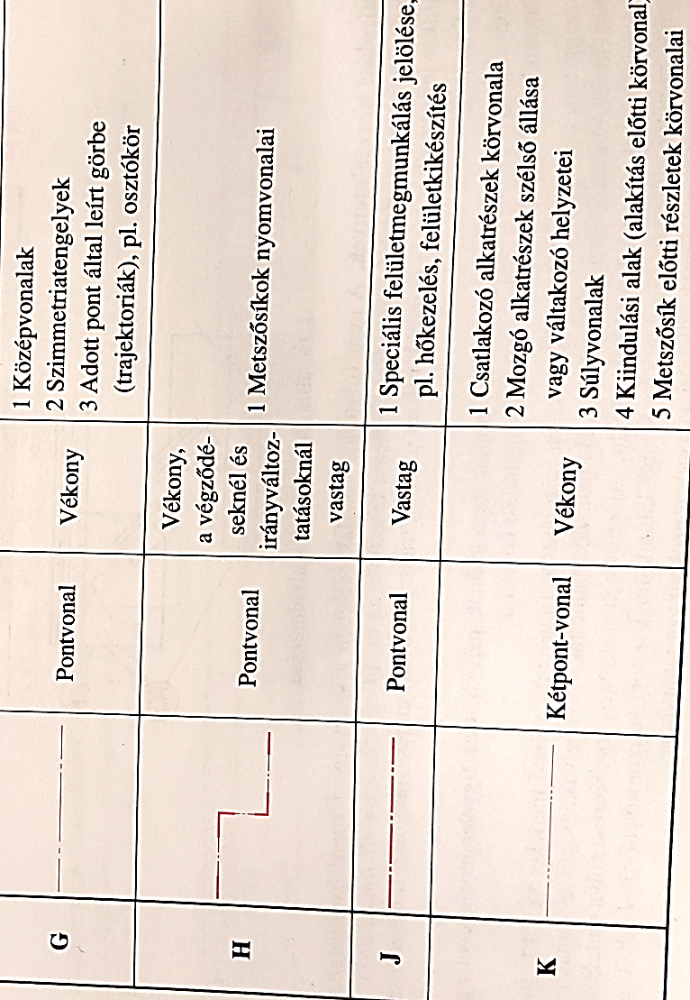 G
Pontvonal
Vékony
1 Középvonalak
2 Szimmetriatengelyek
3 Adott pont által leírt görbe
(trajektoriák), pl. osztókör
H
Pontvonal
Vékony,
a végződé-
seknél és
irányváltoz-
tatásoknál
vastag
1 Metszősíkok nyomvonalai
J
Pontvonal
Vastag
1 Speciális felületmegmunkálás jelölése,
pl. hőkezelés, felületkikészítés
K
Kétpont-vonal
Vékony
1 Csatlakozó alkatrészek körvonala
2 Mozgó alkatrészek szélső állása
vagy váltakozó helyzetei
3 Súlyvonalak
4 Kiindulási alak (alakítás előtti körvonal)
5 Metszősík előtti részletek körvonalai